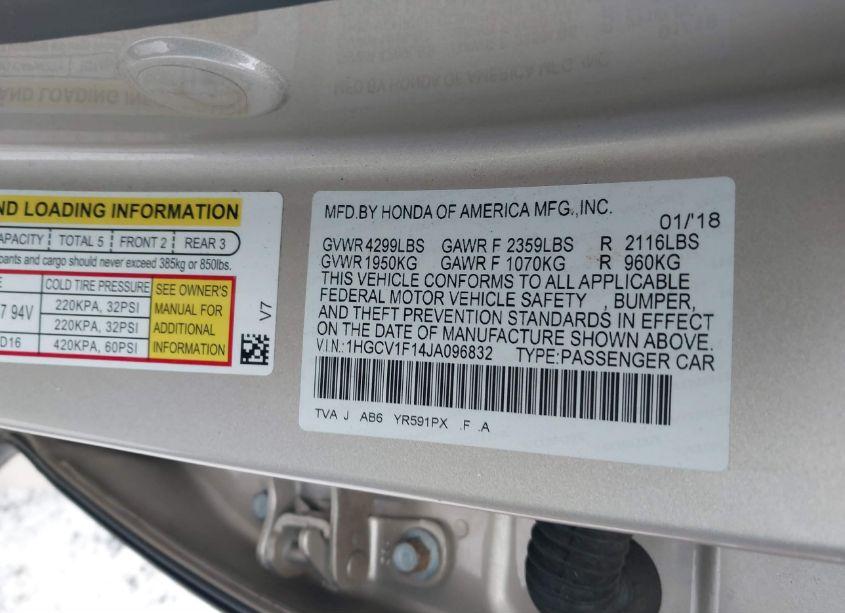 ND LOADING INFORMATION
APACITY TOTAL 5 FRONT 2 REAR 3
pants and cargo should never exceed 385kg or 850lbs.
E COLD TIRE PRESSURE SEE OWNER'S
MANUAL FOR
ADDITIONAL
INFORMATION
7 94V 220KPA, 32PSI
220KPA, 32PSI
D16 420KPA, 60PSI
V7
MFD.BY HONDA OF AMERICA MFG.,INC.
01/'18
GVWR 4299LBS GAWR F 2359LBS R 2116LBS
GVWR 1950KG GAWR F 1070KG R 960KG
THIS VEHICLE CONFORMS TO ALL APPLICABLE
FEDERAL MOTOR VEHICLE SAFETY , BUMPER,
AND THEFT PREVENTION STANDARDS IN EFFECT
ON THE DATE OF MANUFACTURE SHOWN ABOVE.
V.I.N.:1HGCV1F14JA096832 TYPE:PASSENGER CAR
TVA J AB6 YR591PX .F .A